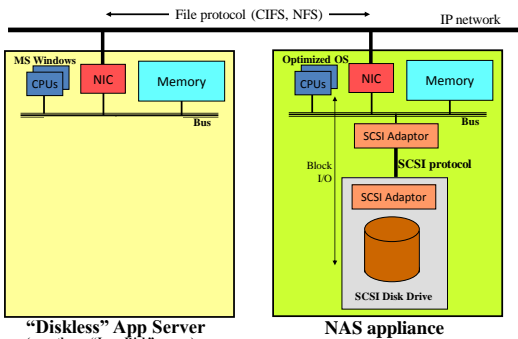 File protocol (CIFS, NFS)
IP network
MS Windows
CPUs
NIC
Memory
Bus
Optimized OS
CPUs
NIC
Memory
Bus
SCSI Adaptor
SCSI protocol
Block
I/O
SCSI Adaptor
SCSI Disk Drive
“Diskless” App Server
NAS appliance